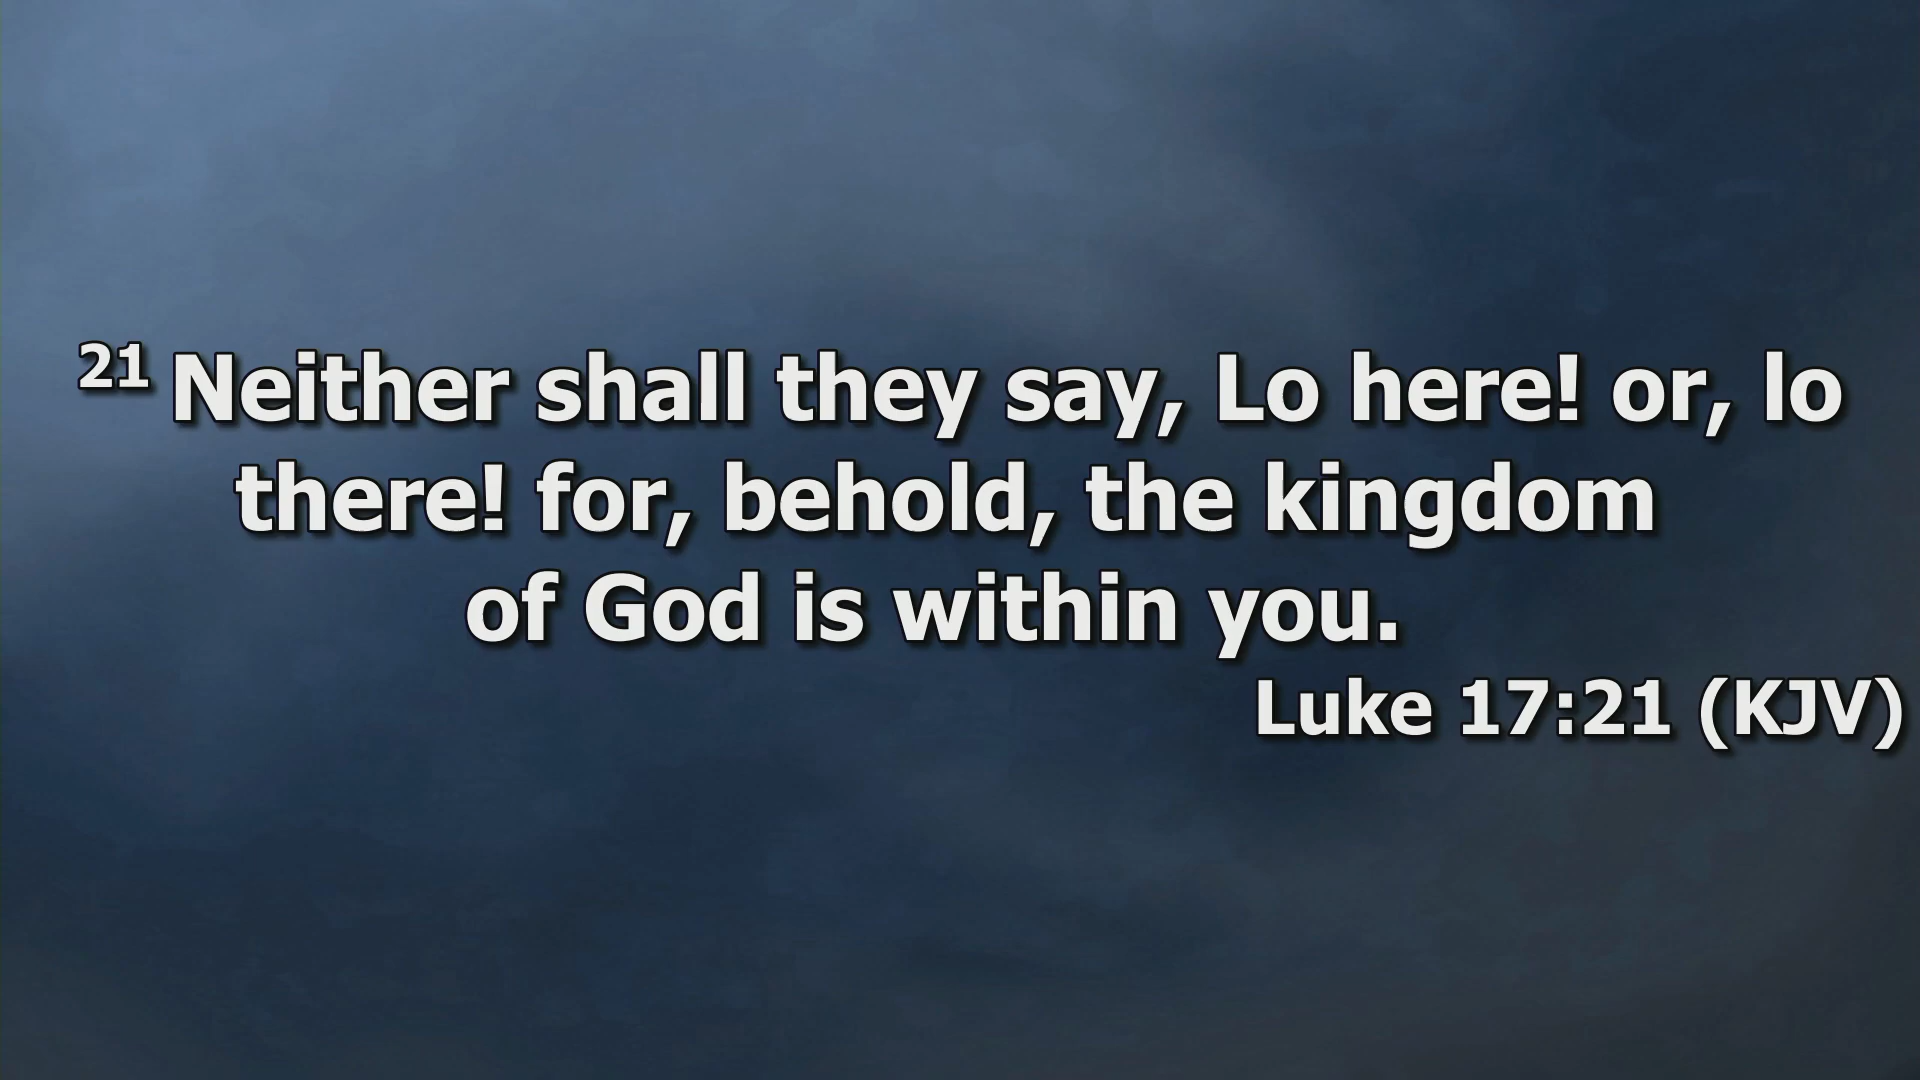 21 Neither shall they say, Lo here! or, lo
there! for, behold, the kingdom
of God is within you.
Luke 17:21 (KJV)